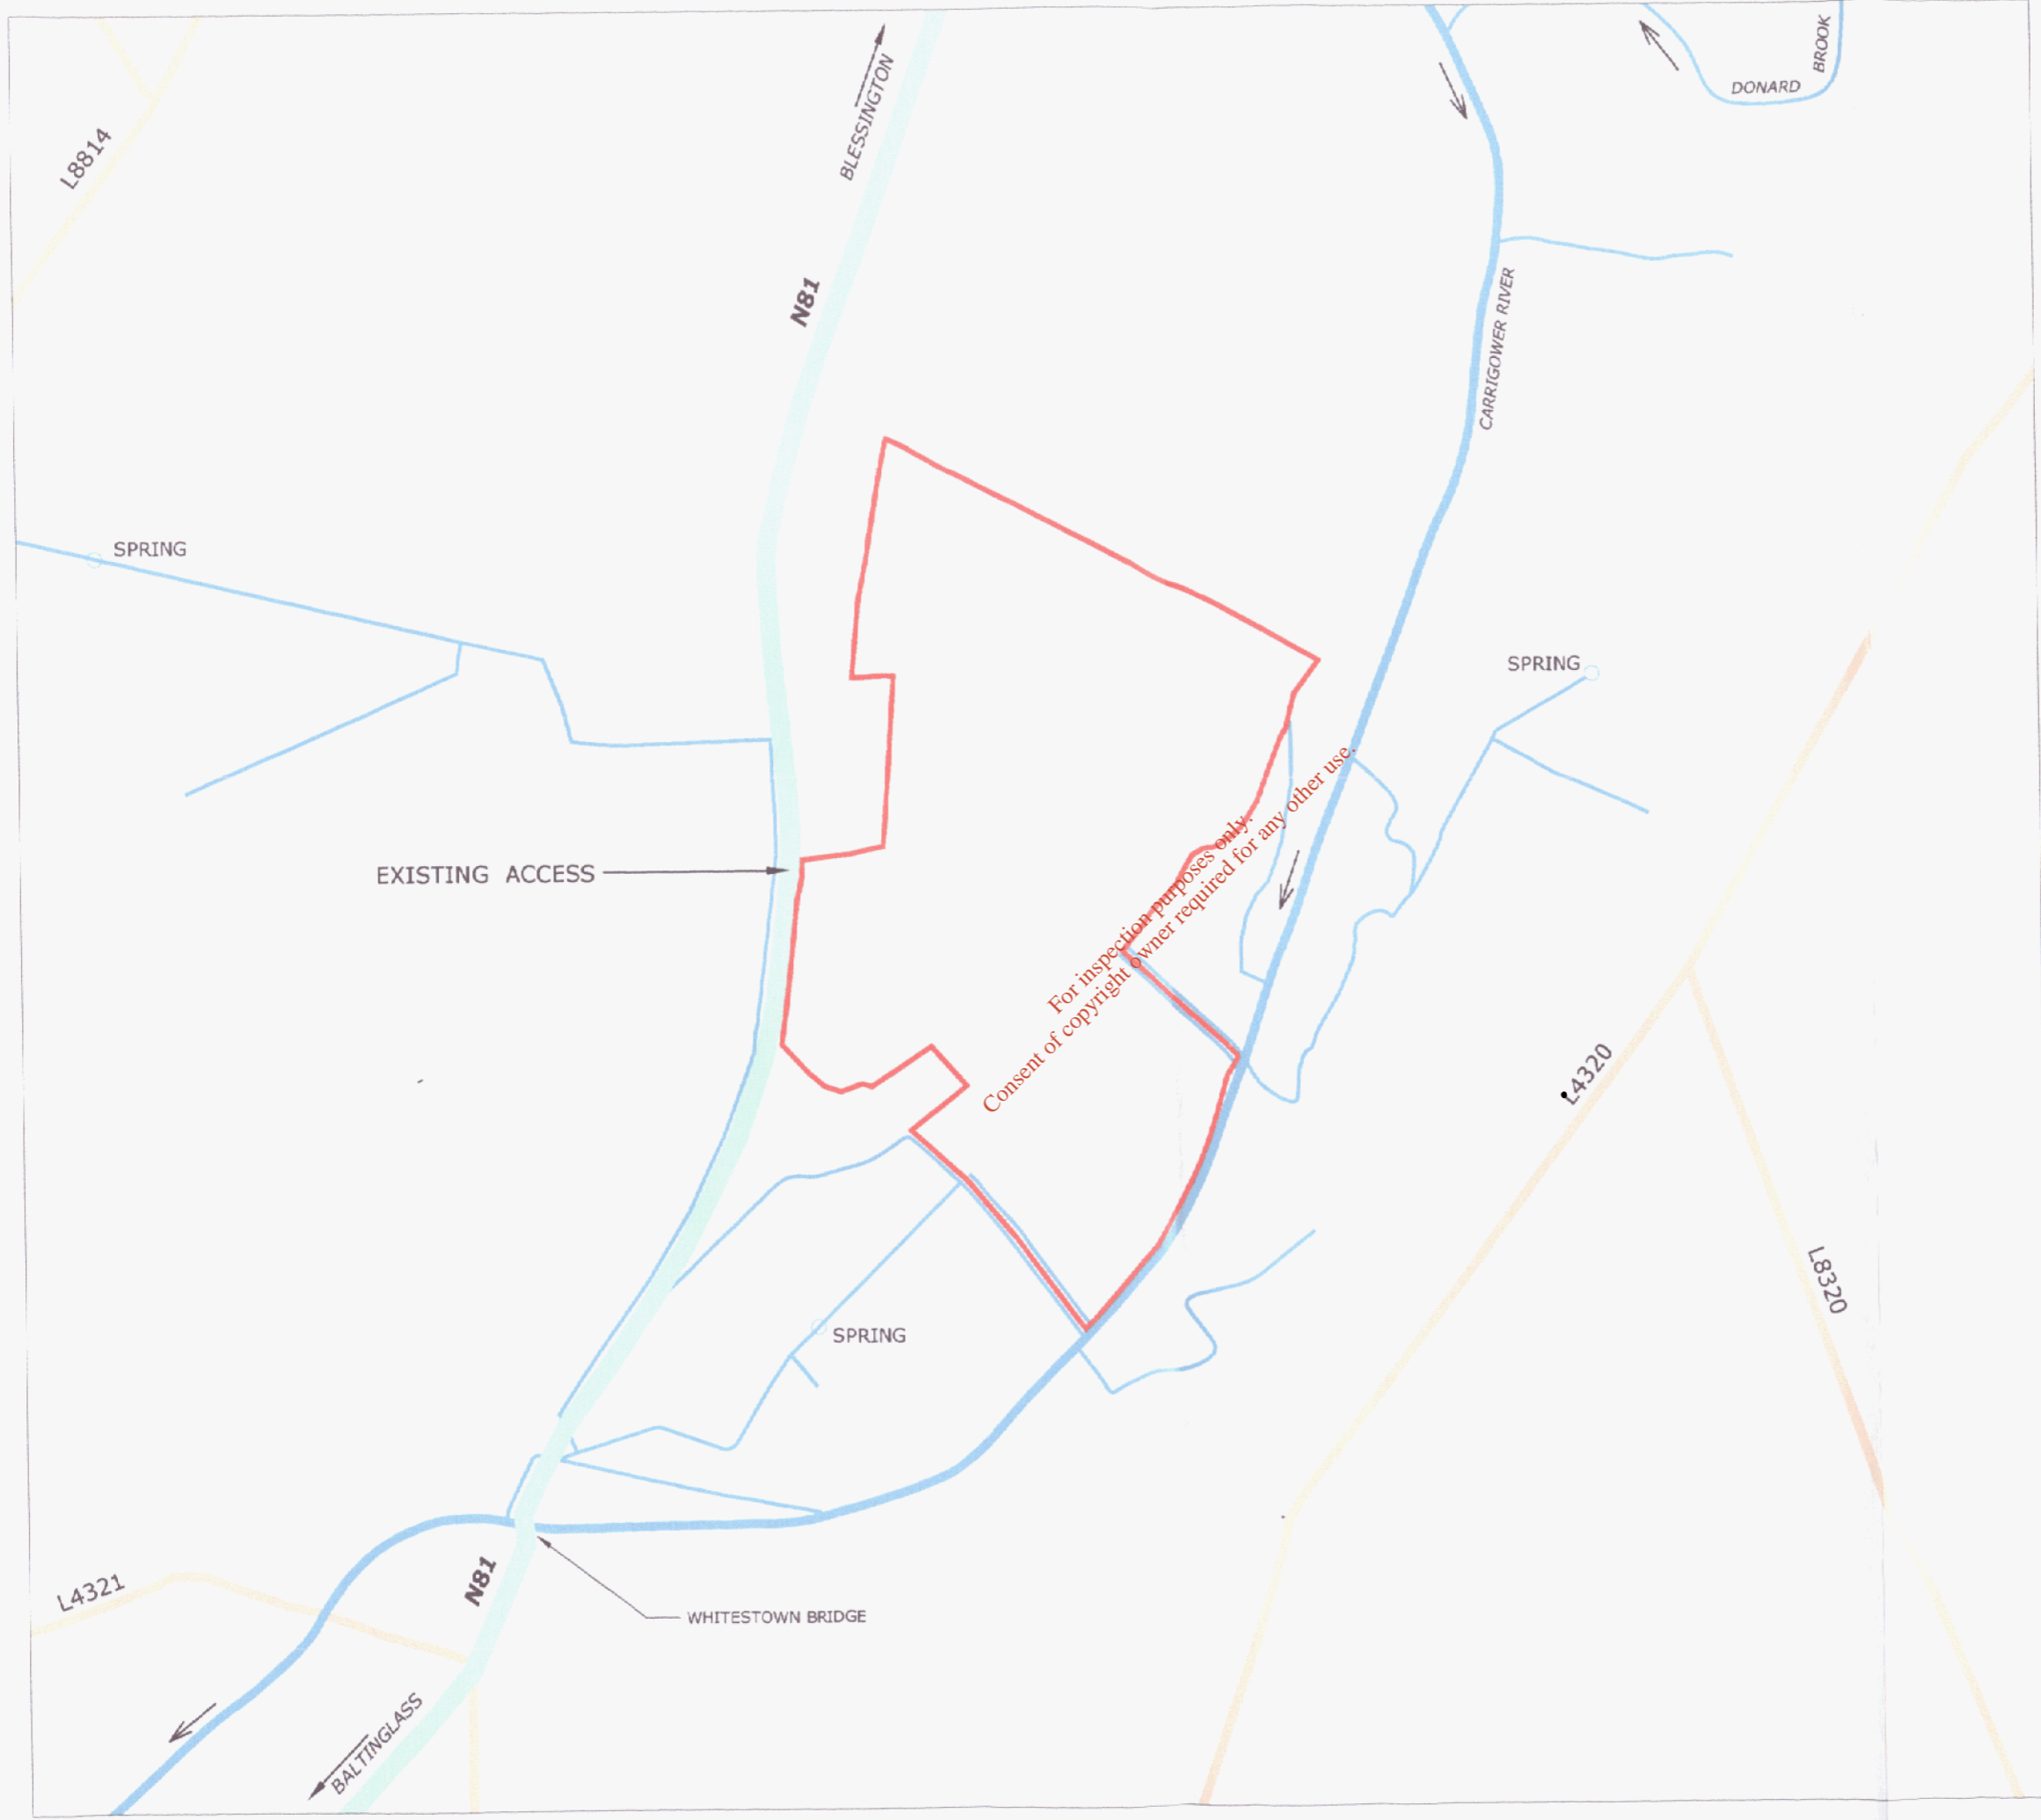 BROOK
DONARD
BLESSINGTON
L8814
N81
CARRIGOWER RIVER
SPRING
SPRING
EXISTING ACCESS
For inspection purposes only.
Consent of copyright owner required for any other use.
L4320
L8320
SPRING
N81
L4321
WHITESTOWN BRIDGE
BALTINGLASS